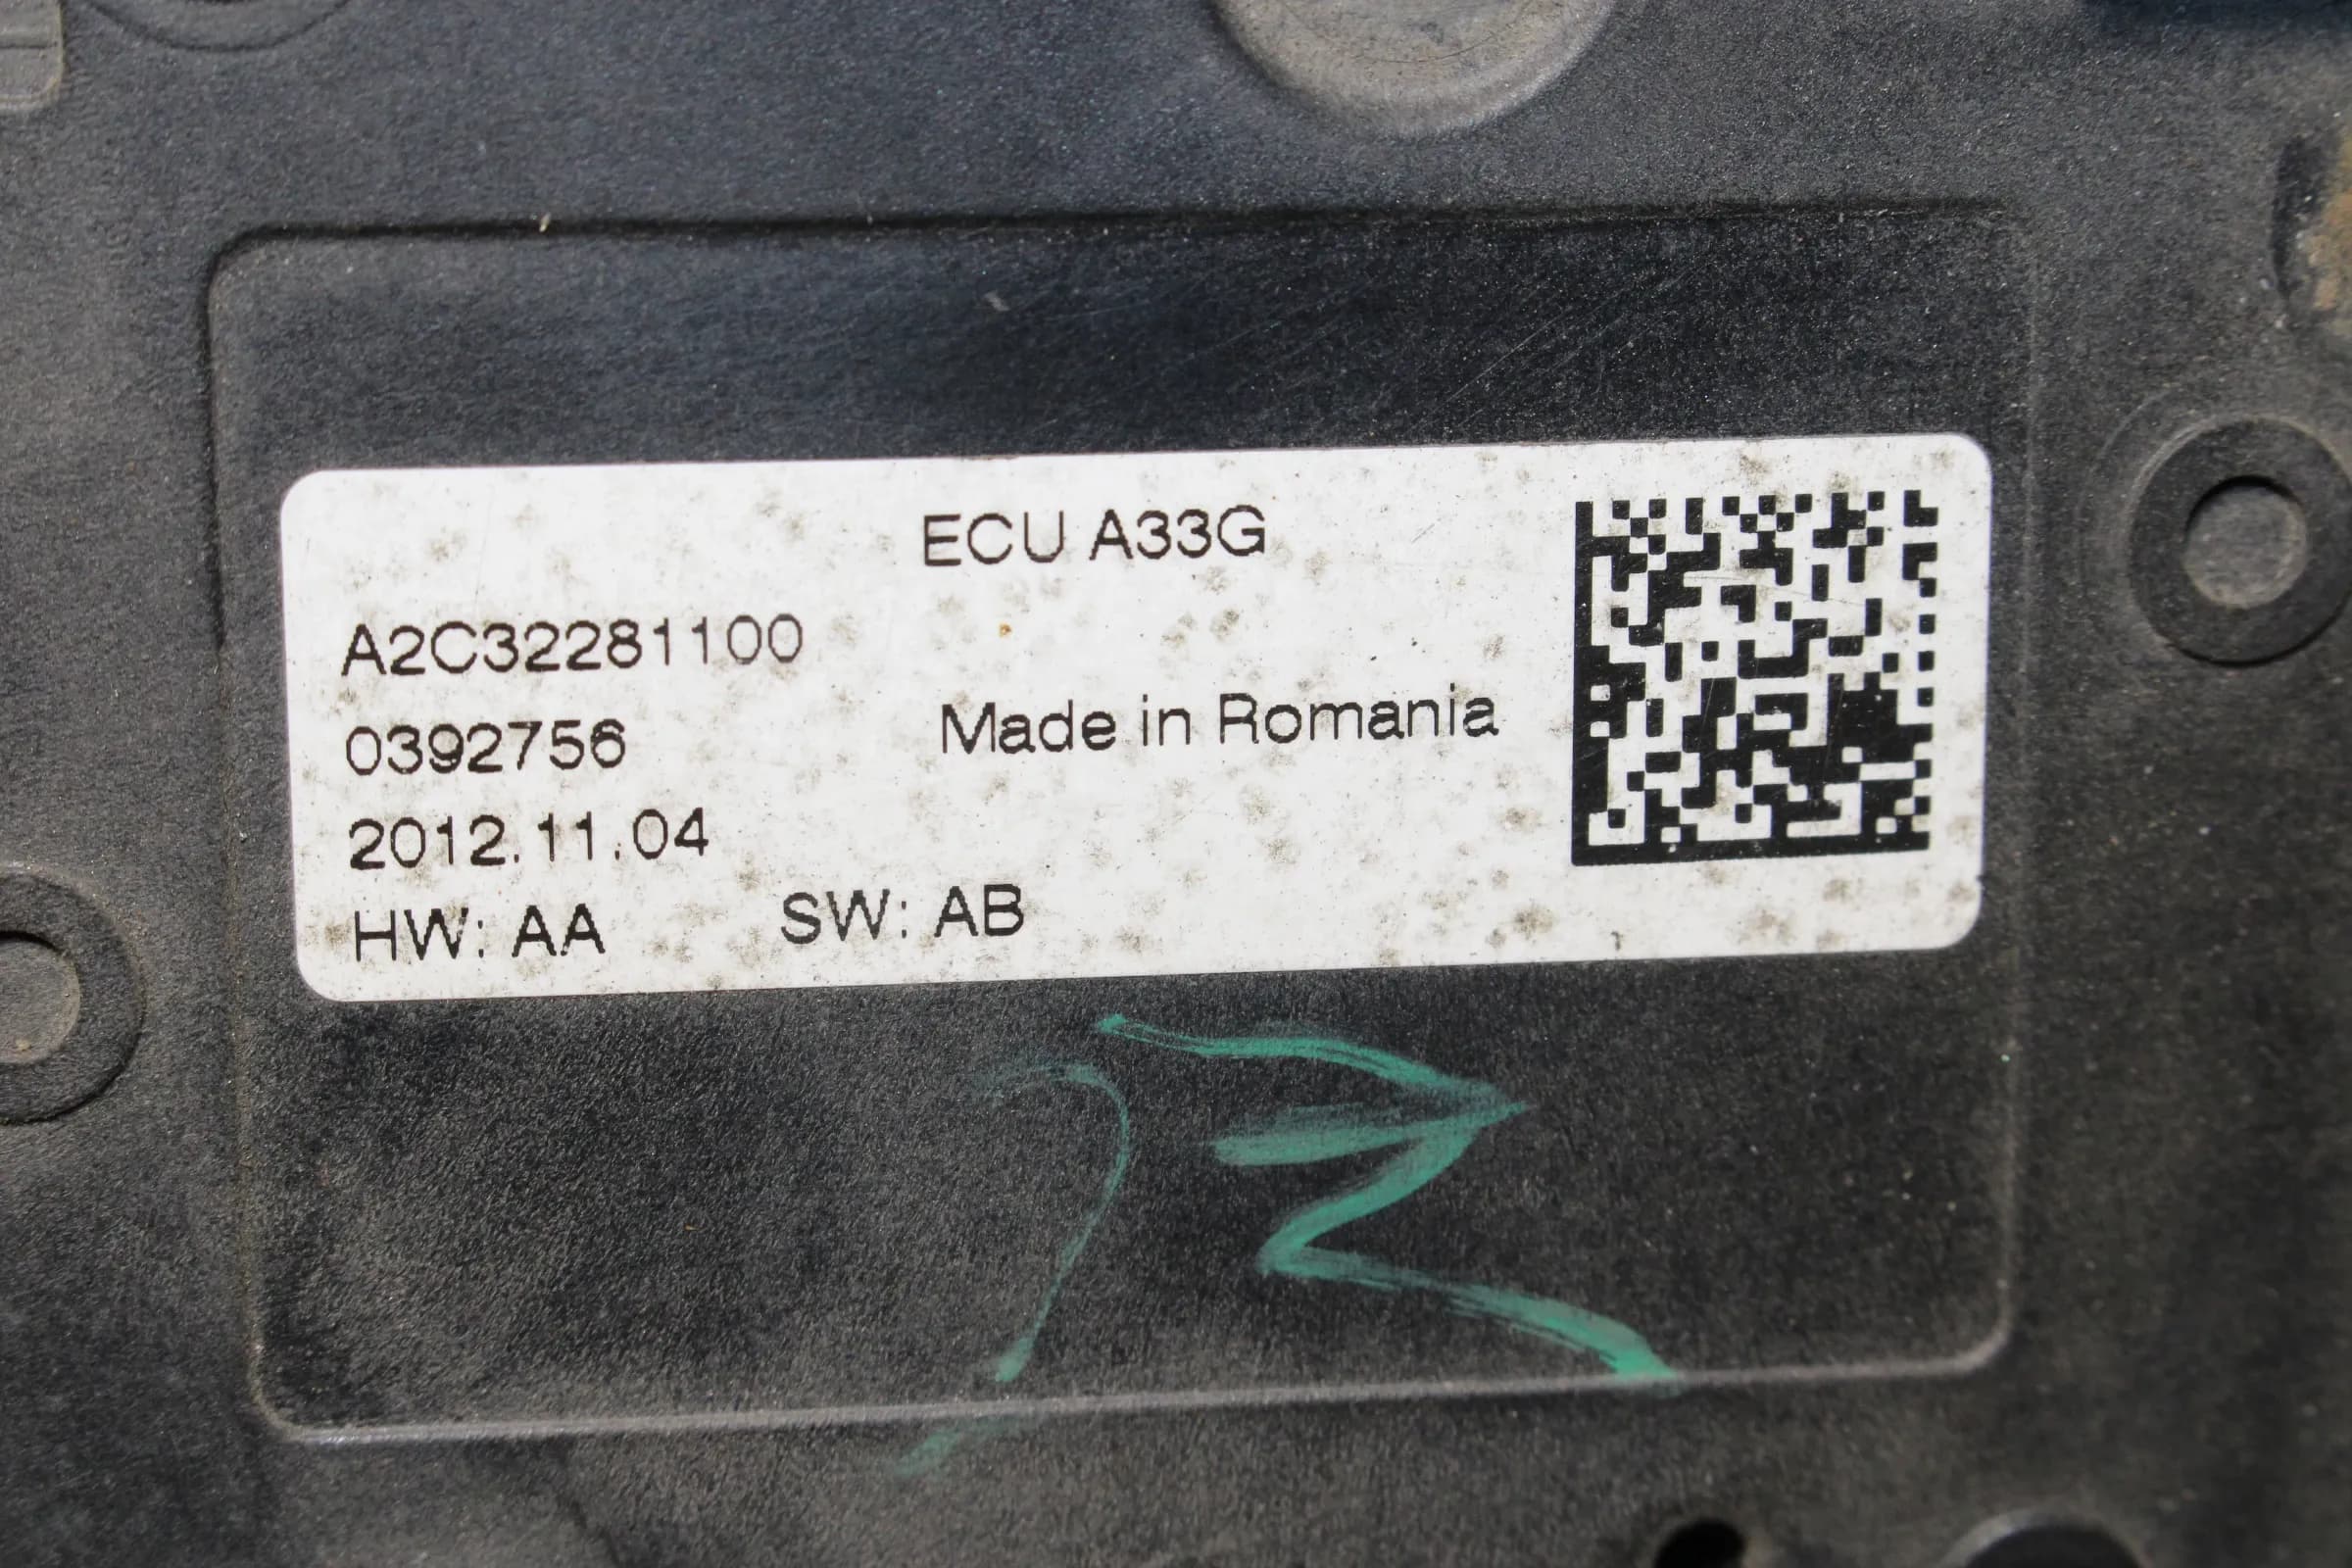 ECU A33G
A2C32281100
0392756
Made in Romania
2012.11.04
HW: AA SW: AB